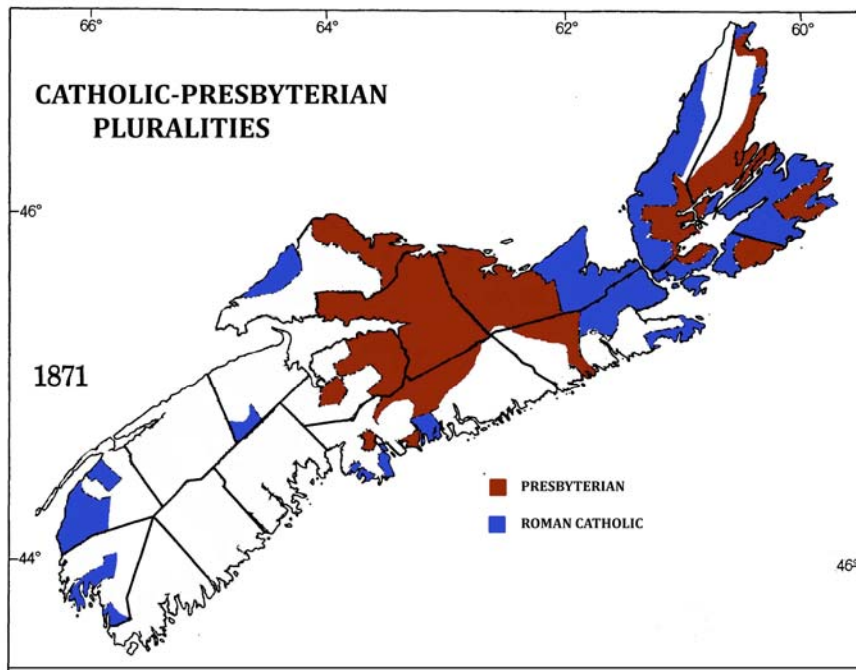 66°
64°
62°
60°
CATHOLIC-PRESBYTERIAN
PLURALITIES
46°
1871
PRESBYTERIAN
ROMAN CATHOLIC
44°
46°